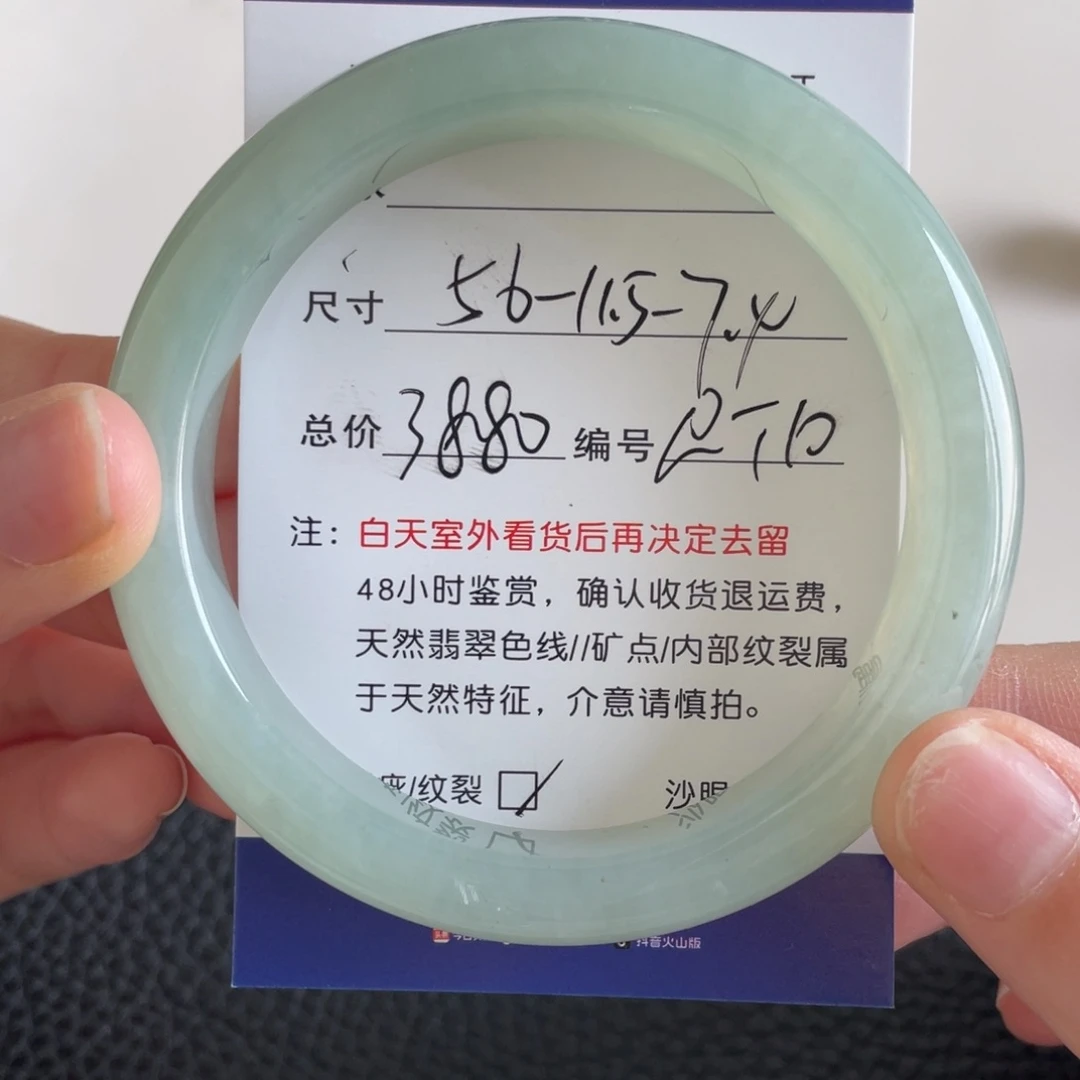 尺寸 56-11.5-7.4
总价 3880 编号
注：白天室外看货后再决定去留
48小时鉴赏，确认收货退运费，
天然翡翠色线//矿点/内部纹裂属
于天然特征，介意请慎拍。
/纹裂 沙眼
抖音火山版